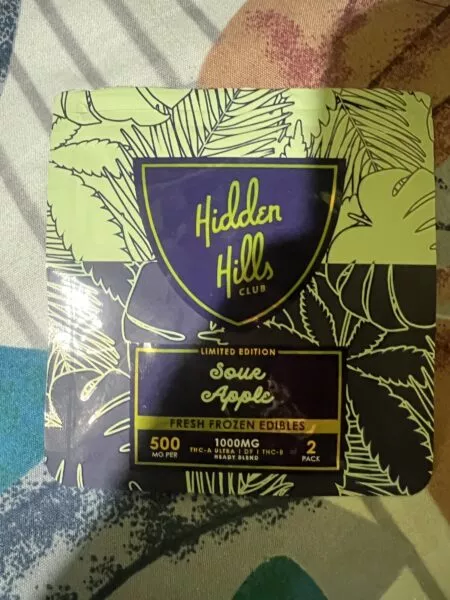 Hidden
Hills
CLUB
LIMITED EDITION
Sour
Apple
FRESH FROZEN EDIBLES
500
MG PER
1000MG
THC-A ULTRA | D9 | THC-B
HEADY BLEND
2
PACK